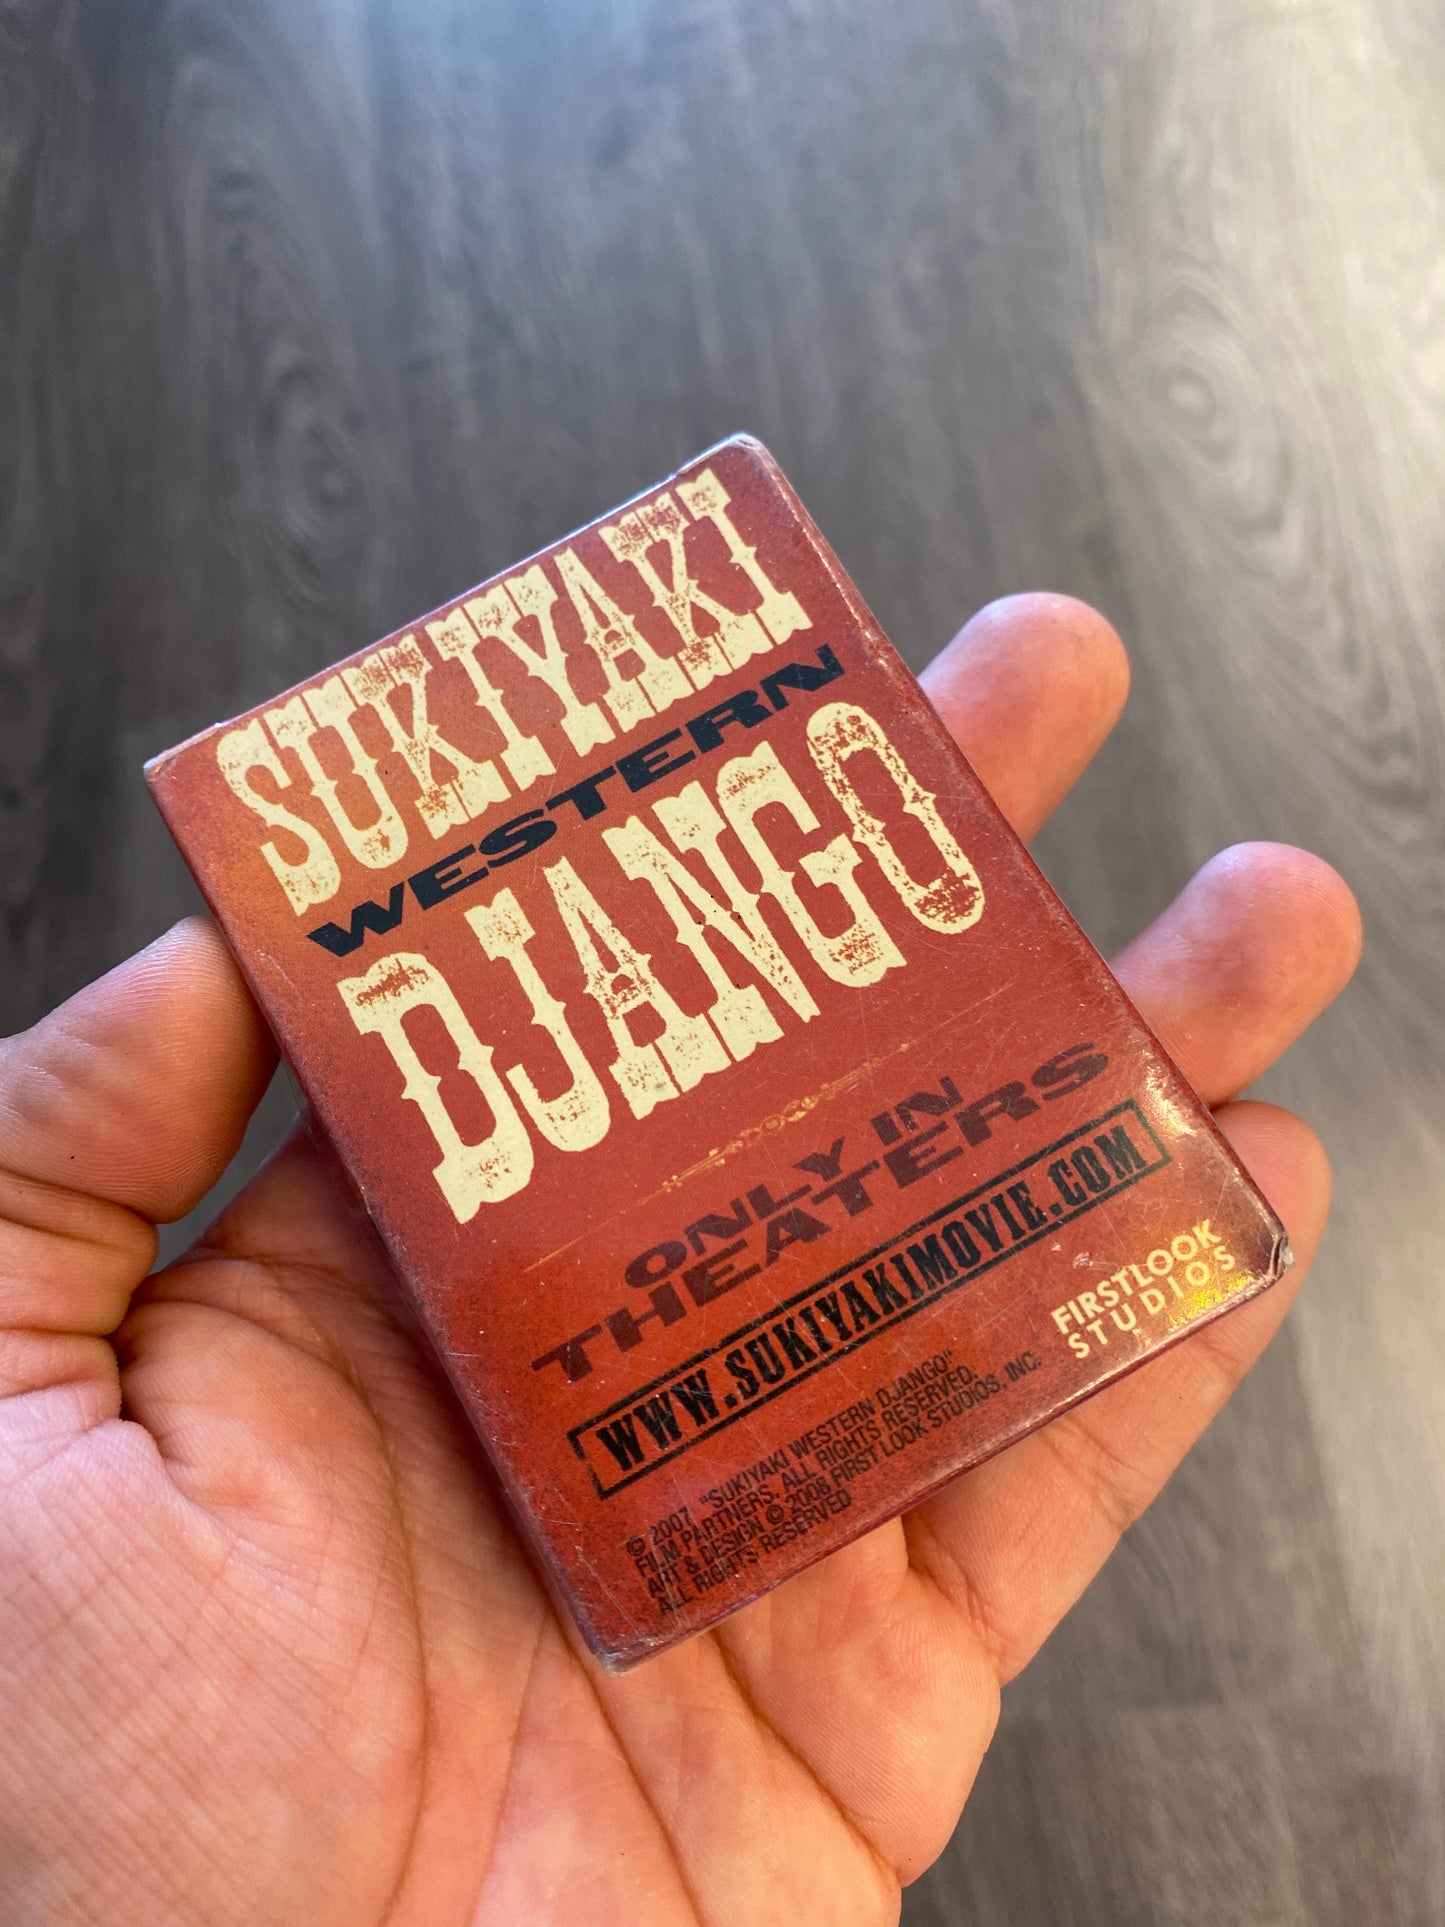 SUKIYAKI
WESTERN
DJANGO
ONLY IN
THEATERS
WWW.SUKIYAKIMOVIE.COM
FIRSTLOOK
STUDIOS
© 2007 "SUKIYAKI WESTERN DJANGO"
FILM PARTNERS. ALL RIGHTS RESERVED.
ART & DESIGN © 2008 FIRST LOOK STUDIOS, INC.
ALL RIGHTS RESERVED